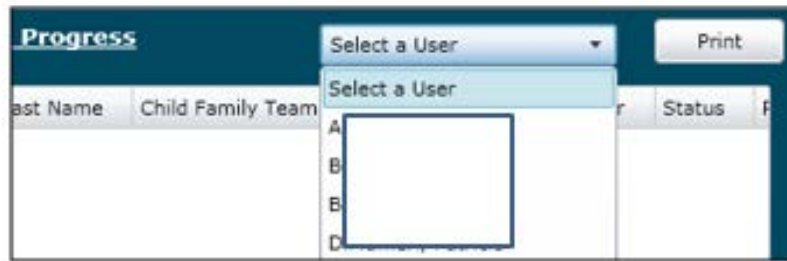 Progress
Select a User
Print
Select a User
ast Name
Child Family Team
r
Status
A
B
B
D